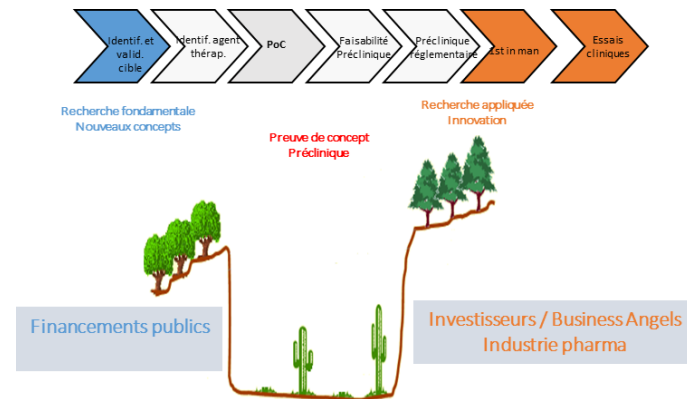 Identif. et
valid.
cible
Identif. agent
thérap.
PoC
Faisabilité
Préclinique
Préclinique
réglementaire
1st in man
Essais
cliniques
Recherche fondamentale
Nouveaux concepts
Recherche appliquée
Innovation
Preuve de concept
Préclinique
Financements publics
Investisseurs / Business Angels
Industrie pharma